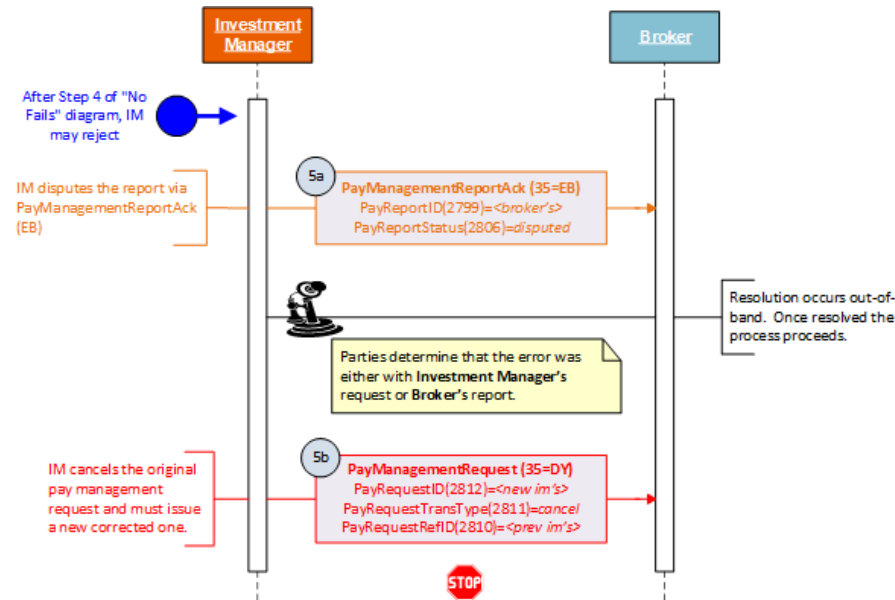 Investment
Manager
Broker
After Step 4 of "No
Fails" diagram, IM
may reject
5a
IM disputes the report via
PayManagementReportAck
(EB)
PayManagementReportAck (35=EB)
PayReportID(2799)=<broker's>
PayReportStatus(2806)=disputed
Resolution occurs out-of-
band. Once resolved the
process proceeds.
Parties determine that the error was
either with Investment Manager's
request or Broker's report.
5b
IM cancels the original
pay management
request and must issue
a new corrected one.
PayManagementRequest (35=DY)
PayRequestID(2812)=<new im's>
PayRequestTransType(2811)=cancel
PayRequestRefID(2810)=<prev im's>
STOP